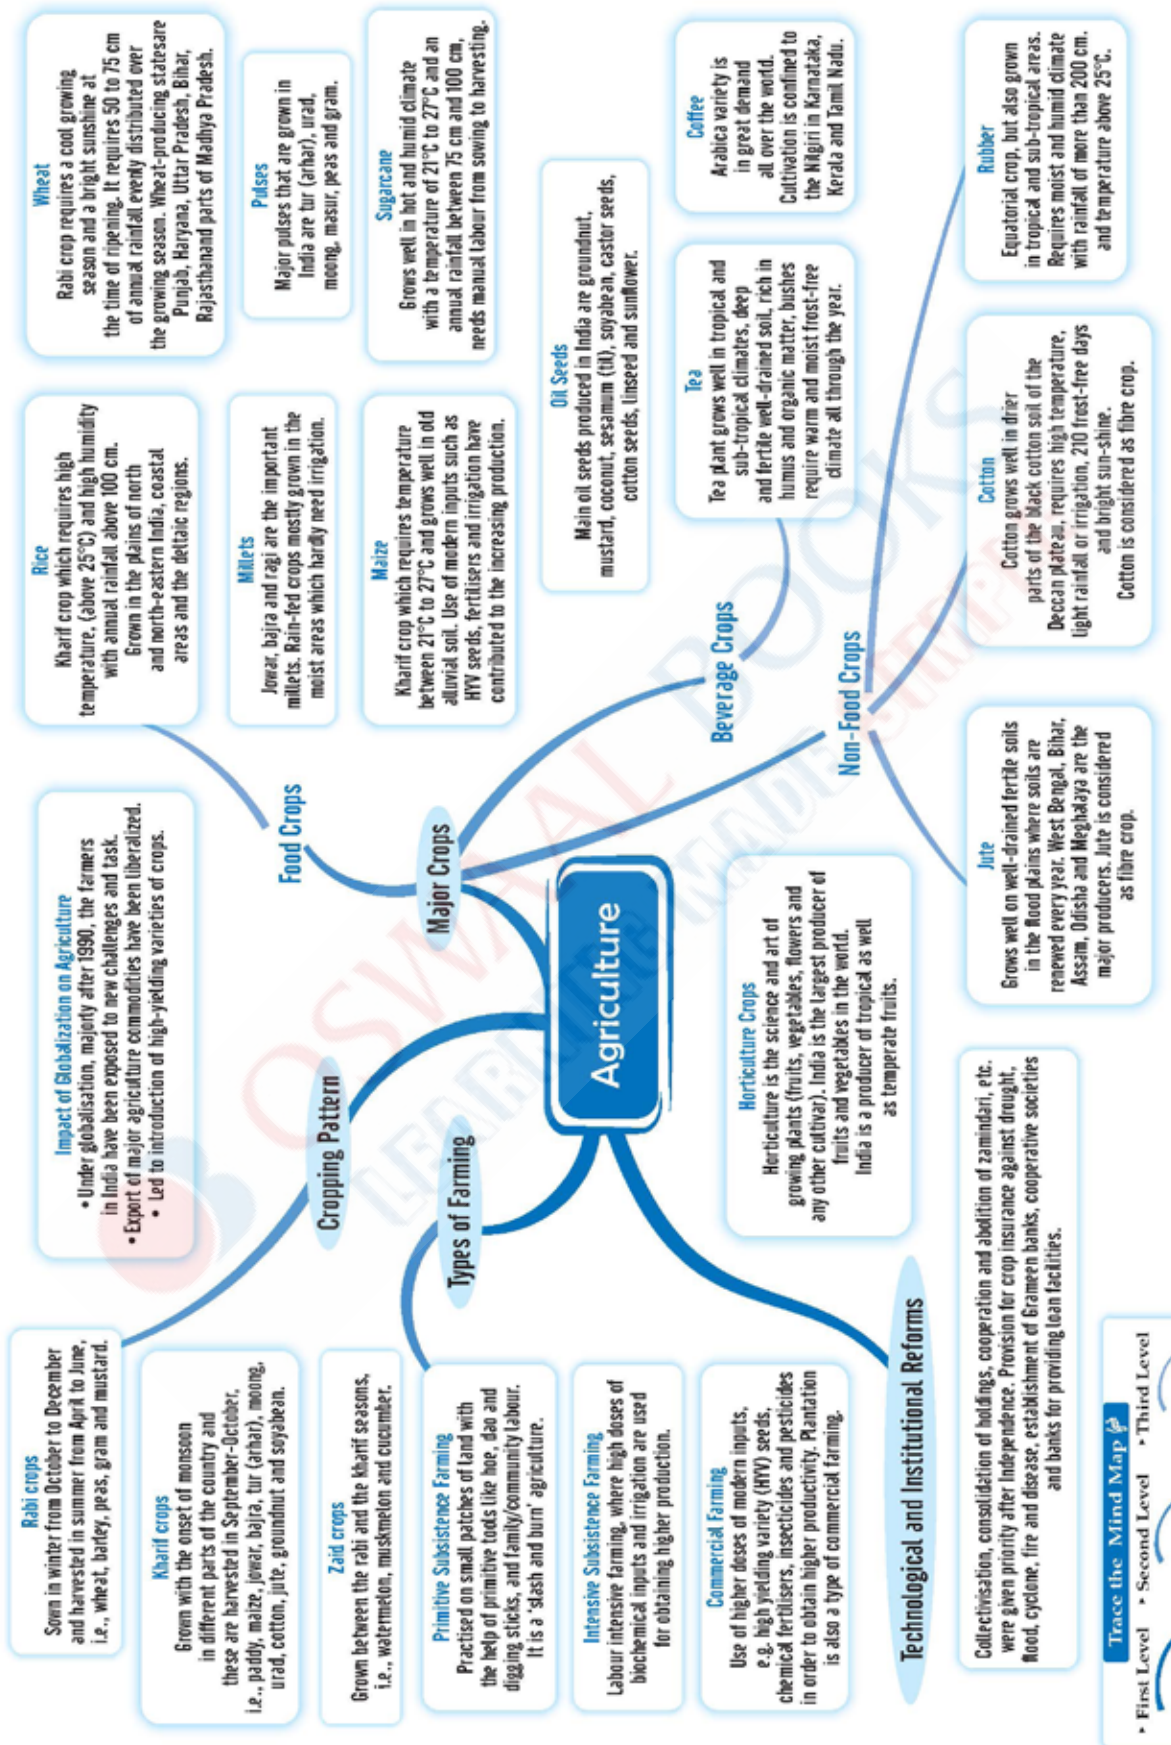 Rabi crops
Sown in winter from October to December
and harvested in summer from April to June,
i.e., wheat, barley, peas, gram and mustard.
Kharif crops
Grown with the onset of monsoon
in different parts of the country and
these are harvested in September-October,
i.e., paddy, maize, jowar, bajra, tur (arhar), moong,
urad, cotton, jute, groundnut and soyabean.
Zaid crops
Grown between the rabi and the kharif seasons,
i.e., watermelon, muskmelon and cucumber.
Primitive Subsistence Farming
Practised on small patches of land with
the help of primitive tools like hoe, dao and
digging sticks, and family/community labour.
It is a 'slash and burn' agriculture.
Intensive Subsistence Farming
Labour intensive farming, where high doses of
biochemical inputs and irrigation are used
for obtaining higher production.
Commercial Farming
Use of higher doses of modern inputs,
e.g. high yielding variety (HYV) seeds,
chemical fertilisers, insecticides and pesticides
in order to obtain higher productivity. Plantation
is also a type of commercial farming.
Technological and Institutional Reforms
Collectivisation, consolidation of holdings, cooperation and abolition of zamindari, etc.
were given priority after Independence. Provision for crop insurance against drought,
flood, cyclone, fire and disease, establishment of Grameen banks, cooperative societies
and banks for providing loan facilities.
Trace the Mind Map
‣ First Level ‣ Second Level ‣ Third Level
Impact of Globalization on Agriculture
• Under globalisation, majorly after 1990, the farmers
in India have been exposed to new challenges and task.
• Export of major agriculture commodities have been liberalized.
• Led to introduction of high-yielding varieties of crops.
Cropping Pattern
Types of Farming
Agriculture
Horticulture Crops
Horticulture is the science and art of
growing plants (fruits, vegetables, flowers and
any other cultivar). India is the largest producer of
fruits and vegetables in the world.
India is a producer of tropical as well
as temperate fruits.
Food Crops
Major Crops
Beverage Crops
Non-Food Crops
Rice
Kharif crop which requires high
temperature, (above 25°C) and high humidity
with annual rainfall above 100 cm.
Grown in the plains of north
and north-eastern India, coastal
areas and the deltaic regions.
Wheat
Rabi crop requires a cool growing
season and a bright sunshine at
the time of ripening. It requires 50 to 75 cm
of annual rainfall evenly distributed over
the growing season. Wheat-producing statesare
Punjab, Haryana, Uttar Pradesh, Bihar,
Rajasthanand parts of Madhya Pradesh.
Millets
Jowar, bajra and ragi are the important
millets. Rain-fed crops mostly grown in the
moist areas which hardly need irrigation.
Pulses
Major pulses that are grown in
India are tur (arhar), urad,
moong, masur, peas and gram.
Maize
Kharif crop which requires temperature
between 21°C to 27°C and grows well in old
alluvial soil. Use of modern inputs such as
HYV seeds, fertilisers and irrigation have
contributed to the increasing production.
Sugarcane
Grows well in hot and humid climate
with a temperature of 21°C to 27°C and an
annual rainfall between 75 cm and 100 cm,
needs manual labour from sowing to harvesting.
Oil Seeds
Main oil seeds produced in India are groundnut,
mustard, coconut, sesamum (til), soyabean, castor seeds,
cotton seeds, linseed and sunflower.
Tea
Tea plant grows well in tropical and
sub-tropical climates, deep
and fertile well-drained soil, rich in
humus and organic matter, bushes
require warm and moist frost-free
climate all through the year.
Coffee
Arabica variety is
in great demand
all over the world.
Cultivation is confined to
the Nilgiri in Karnataka,
Kerala and Tamil Nadu.
Jute
Grows well on well-drained fertile soils
in the flood plains where soils are
renewed every year. West Bengal, Bihar,
Assam, Odisha and Meghalaya are the
major producers. Jute is considered
as fibre crop.
Cotton
Cotton grows well in drier
parts of the black cotton soil of the
Deccan plateau, requires high temperature,
light rainfall or irrigation, 210 frost-free days
and bright sun-shine.
Cotton is considered as fibre crop.
Rubber
Equatorial crop, but also grown
in tropical and sub-tropical areas.
Requires moist and humid climate
with rainfall of more than 200 cm.
and temperature above 25°C.
OSWAAL BOOKS
LEARNING MADE SIMPLE